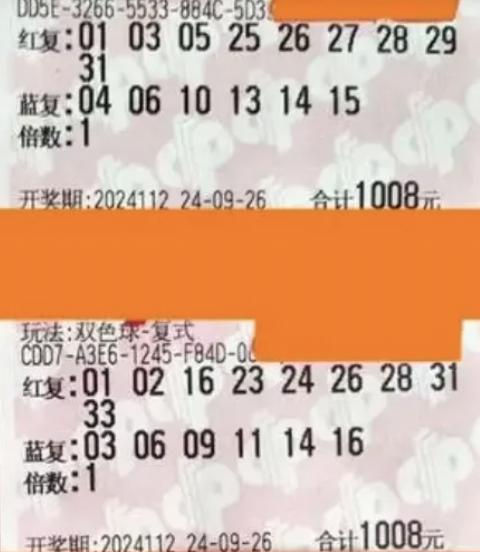 DD5E-3266-5533-884C-5D3
红复:01 03 05 25 26 27 28 29
31
蓝复:04 06 10 13 14 15
倍数:1
开奖期:2024112 24-09-26 合计1008元
玩法:双色球-复式
CDD7-A3E6-1245-F84D-0
红复:01 02 16 23 24 26 28 31
33
蓝复:03 06 09 11 14 16
倍数:1
开奖期:2024112 24-09-26 合计1008元